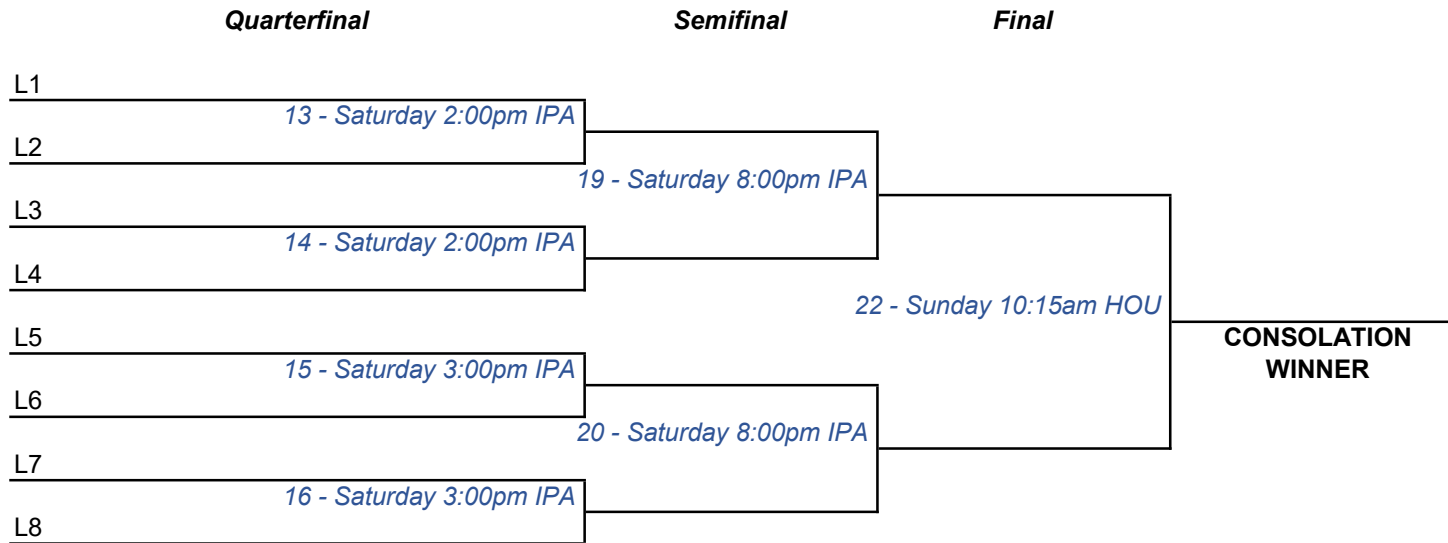 Quarterfinal Semifinal Final
L1
13 - Saturday 2:00pm IPA
L2
19 - Saturday 8:00pm IPA
L3
14 - Saturday 2:00pm IPA
L4
22 - Sunday 10:15am HOU
L5
CONSOLATION
WINNER
15 - Saturday 3:00pm IPA
L6
20 - Saturday 8:00pm IPA
L7
16 - Saturday 3:00pm IPA
L8